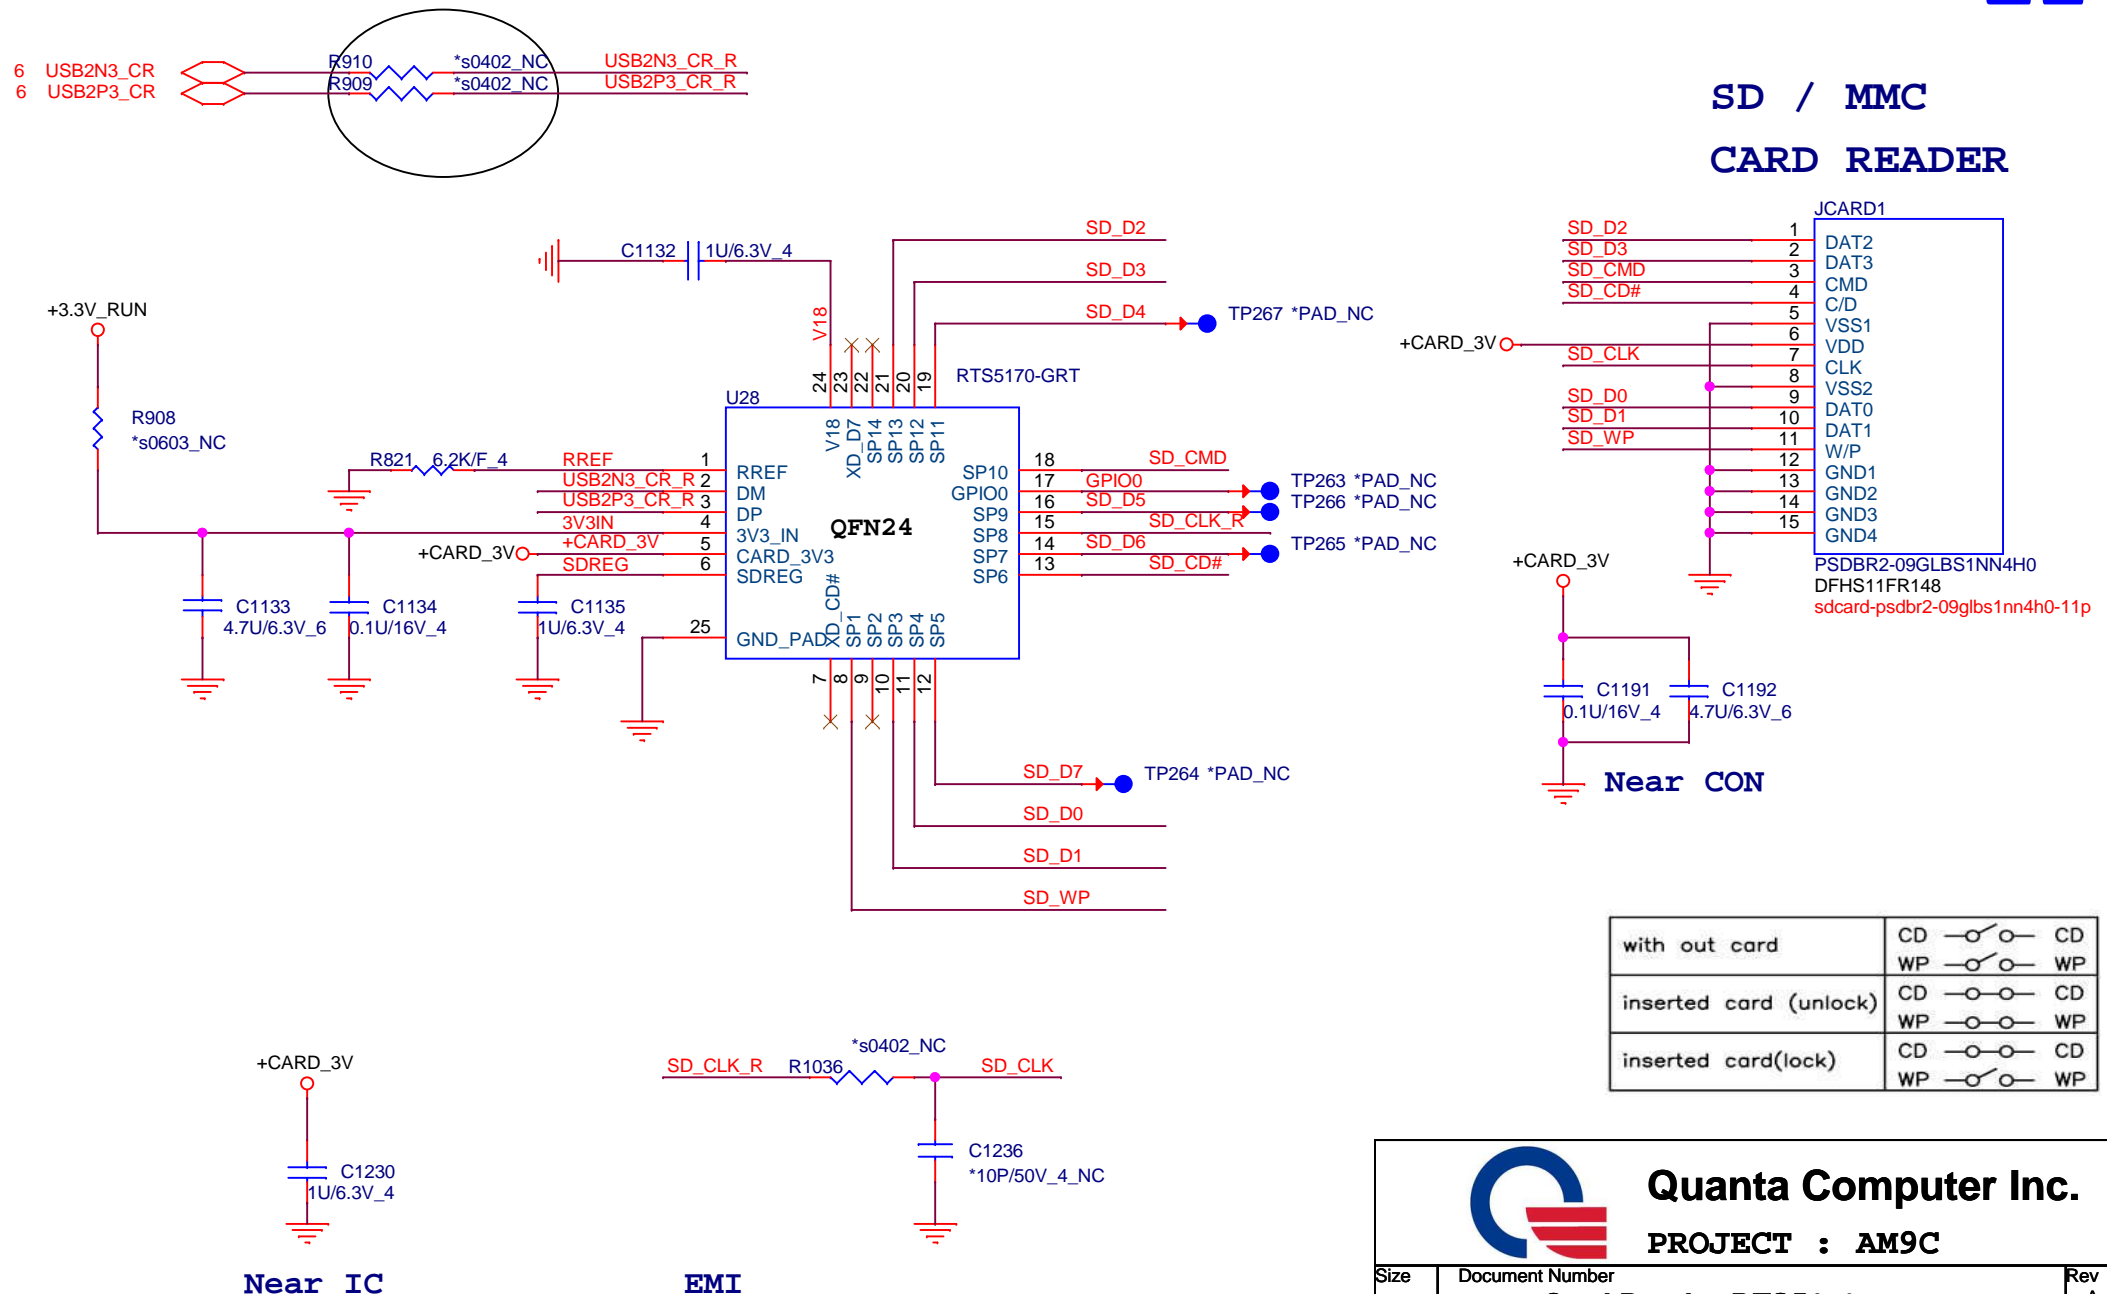 6 USB2N3_CR R910 *s0402_NC USB2N3_CR_R
6 USB2P3_CR R909 *s0402_NC USB2P3_CR_R
SD / MMC
CARD READER
JCARD1
SD_D2 1 DAT2
SD_D3 2 DAT3
SD_CMD 3 CMD
SD_CD# 4 C/D
5 VSS1
+CARD_3V 6 VDD
SD_CLK 7 CLK
8 VSS2
SD_D0 9 DAT0
SD_D1 10 DAT1
SD_WP 11 W/P
12 GND1
13 GND2
14 GND3
15 GND4
PSDBR2-09GLBS1NN4H0
DFHS11FR148
sdcard-psdbr2-09glbs1nn4h0-11p
C1132 1U/6.3V_4
SD_D2
SD_D3
SD_D4 TP267 *PAD_NC
V18
+3.3V_RUN
R908
*s0603_NC
24 23 22 21 20 19
RTS5170-GRT
U28
V18 XD_D7 SP14 SP13 SP12 SP11
R821 6.2K/F_4 RREF 1 RREF
USB2N3_CR_R 2 DM
USB2P3_CR_R 3 DP
3V3IN 4 3V3_IN
+CARD_3V +CARD_3V 5 CARD_3V3
SDREG 6 SDREG
25 GND_PAD
QFN24
SP10 18 SD_CMD
GPIO0 17 GPIO0 TP263 *PAD_NC
SP9 16 SD_D5 TP266 *PAD_NC
SP8 15 SD_CLK_R
SP7 14 SD_D6 TP265 *PAD_NC
SP6 13 SD_CD#
XD_CD# SP1 SP2 SP3 SP4 SP5
7 8 9 10 11 12
C1133
4.7U/6.3V_6
C1134
0.1U/16V_4
C1135
1U/6.3V_4
SD_D7 TP264 *PAD_NC
SD_D0
SD_D1
SD_WP
+CARD_3V
C1191
0.1U/16V_4
C1192
4.7U/6.3V_6
Near CON
with out card CD CD
WP WP
inserted card (unlock) CD CD
WP WP
inserted card(lock) CD CD
WP WP
+CARD_3V
C1230
1U/6.3V_4
Near IC
*s0402_NC
SD_CLK_R R1036 SD_CLK
C1236
*10P/50V_4_NC
EMI
Quanta Computer Inc.
PROJECT : AM9C
Size Document Number Rev